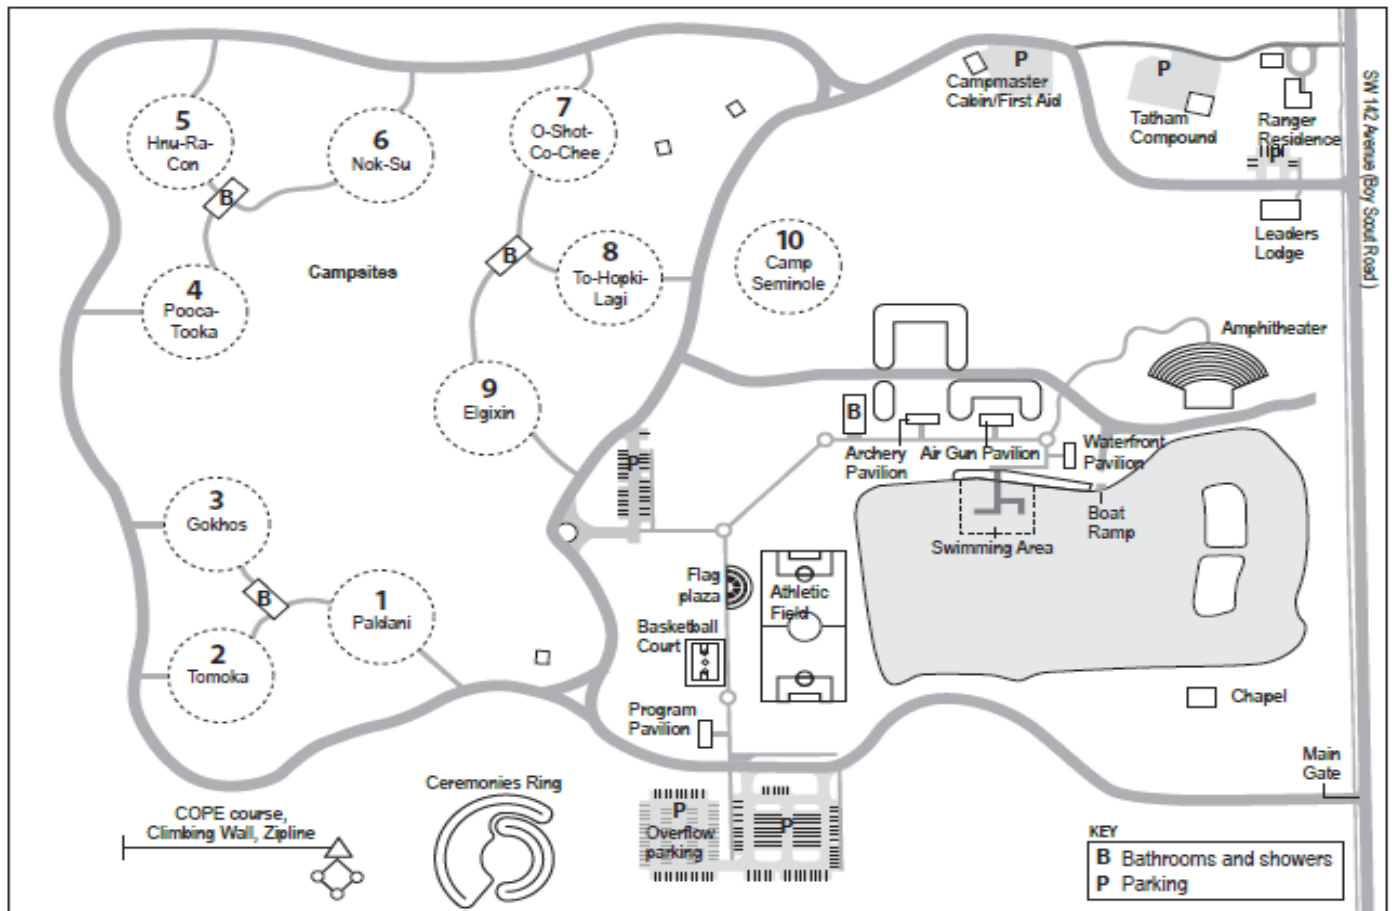 5
Hnu-Ra-
Con
6
Nok-Su
7
O-Shot-
Co-Chee
P
Campmaster
Cabin/First Aid
P
Tatham
Compound
Ranger
Residence
SW 142 Avenue (Boy Scout Road)
B
4
Pooca-
Tooka
Campsites
B
8
To-Hopki-
Lagi
10
Camp
Seminole
Leaders
Lodge
Amphitheater
9
Elgixin
B
Archery
Pavilion
Air Gun Pavilion
Waterfront
Pavilion
P
Boat
Ramp
Swimming Area
3
Gokhos
B
1
Paldani
2
Tomoka
Flag
plaza
Athletic
Field
Basketball
Court
Program
Pavilion
Chapel
Main
Gate
COPE course,
Climbing Wall, Zipline
Ceremonies Ring
P
Overflow
parking
P
KEY
B Bathrooms and showers
P Parking